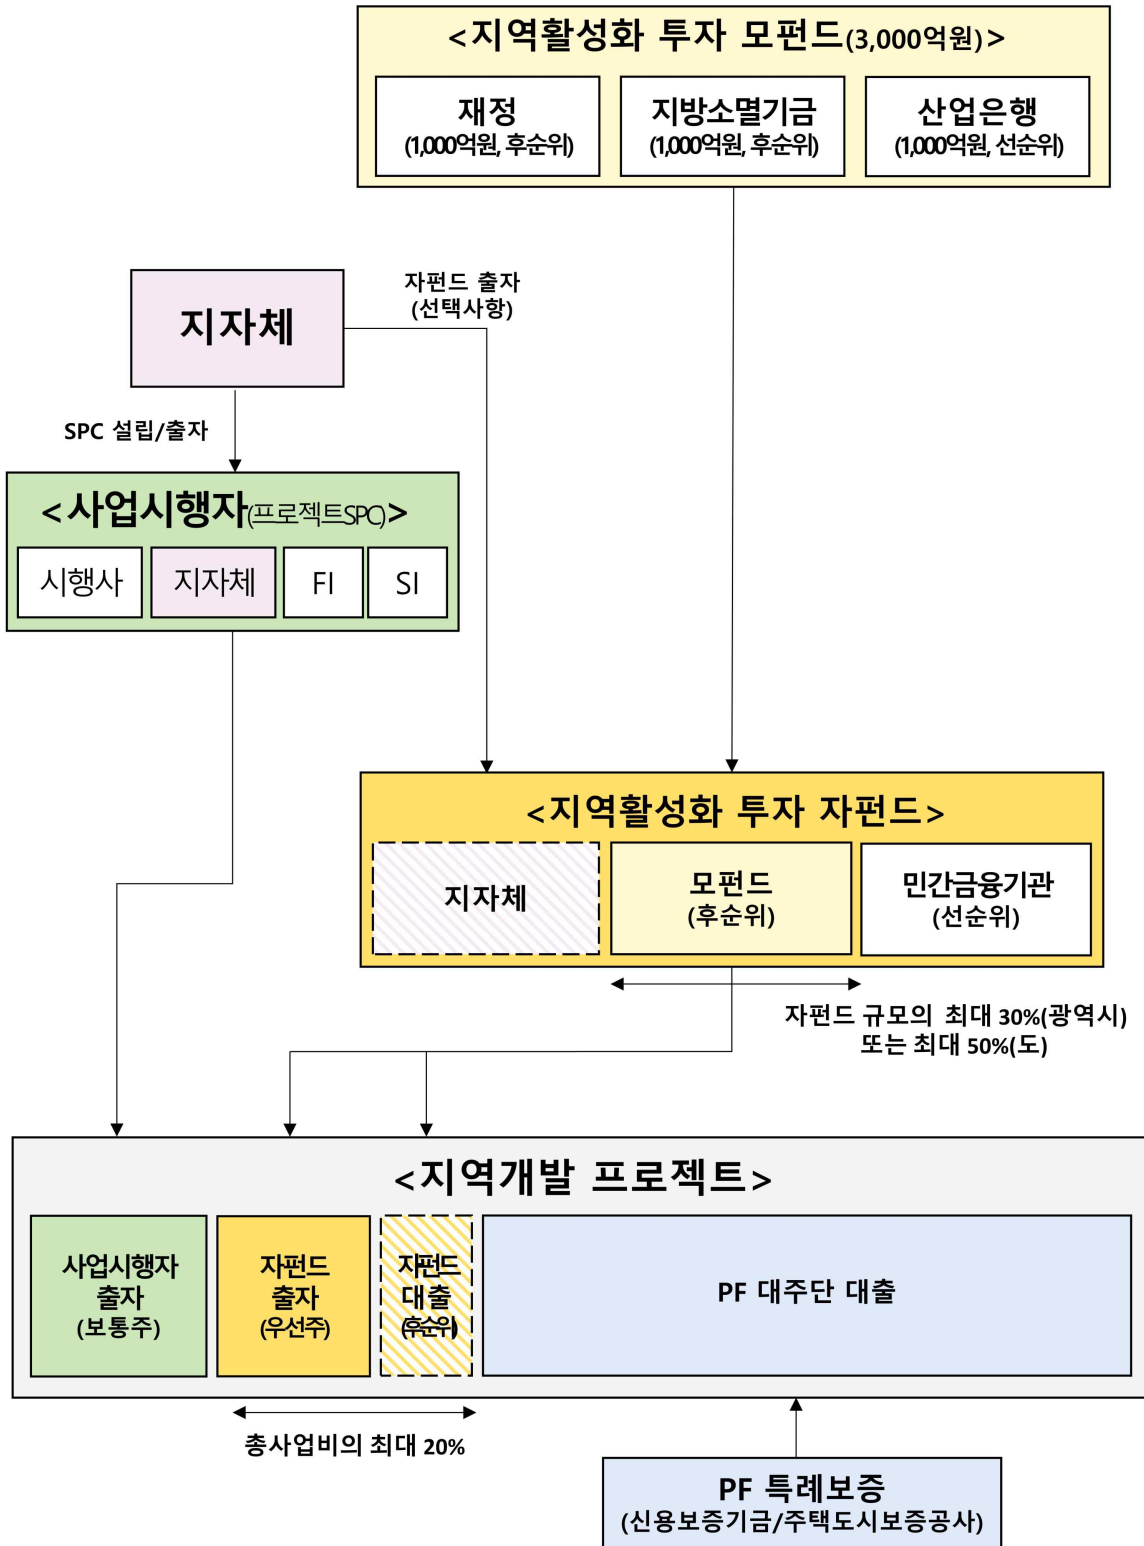 <지역활성화 투자 모펀드(3,000억원)>
재정
(1,000억원, 후순위)
지방소멸기금
(1,000억원, 후순위)
산업은행
(1,000억원, 선순위)
지자체
자펀드 출자
(선택사항)
SPC 설립/출자
<사업시행자(프로젝트SPC)>
시행사
지자체
FI
SI
<지역활성화 투자 자펀드>
지자체
모펀드
(후순위)
민간금융기관
(선순위)
자펀드 규모의 최대 30%(광역시)
또는 최대 50%(도)
<지역개발 프로젝트>
사업시행자
출자
(보통주)
자펀드
출자
(우선주)
자펀드
대출
(후순위)
PF 대주단 대출
총사업비의 최대 20%
PF 특례보증
(신용보증기금/주택도시보증공사)